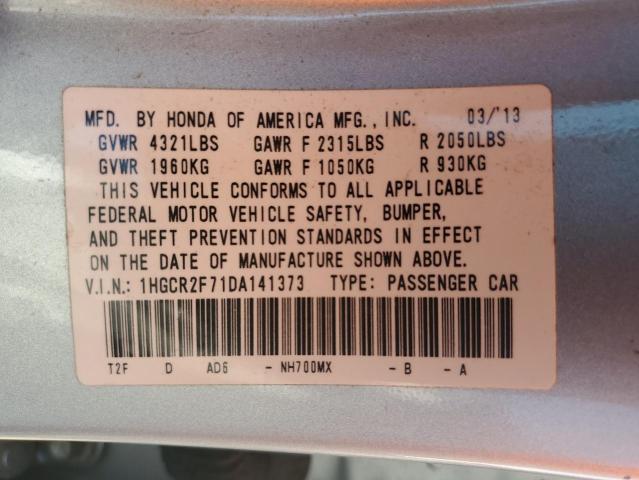 MFD. BY HONDA OF AMERICA MFG., INC. 03/'13
GVWR 4321LBS GAWR F 2315LBS R 2050LBS
GVWR 1960KG GAWR F 1050KG R 930KG
THIS VEHICLE CONFORMS TO ALL APPLICABLE
FEDERAL MOTOR VEHICLE SAFETY, BUMPER,
AND THEFT PREVENTION STANDARDS IN EFFECT
ON THE DATE OF MANUFACTURE SHOWN ABOVE.
V.I.N.: 1HGCR2F71DA141373 TYPE: PASSENGER CAR
T2F D AD6 - NH700MX - B - A